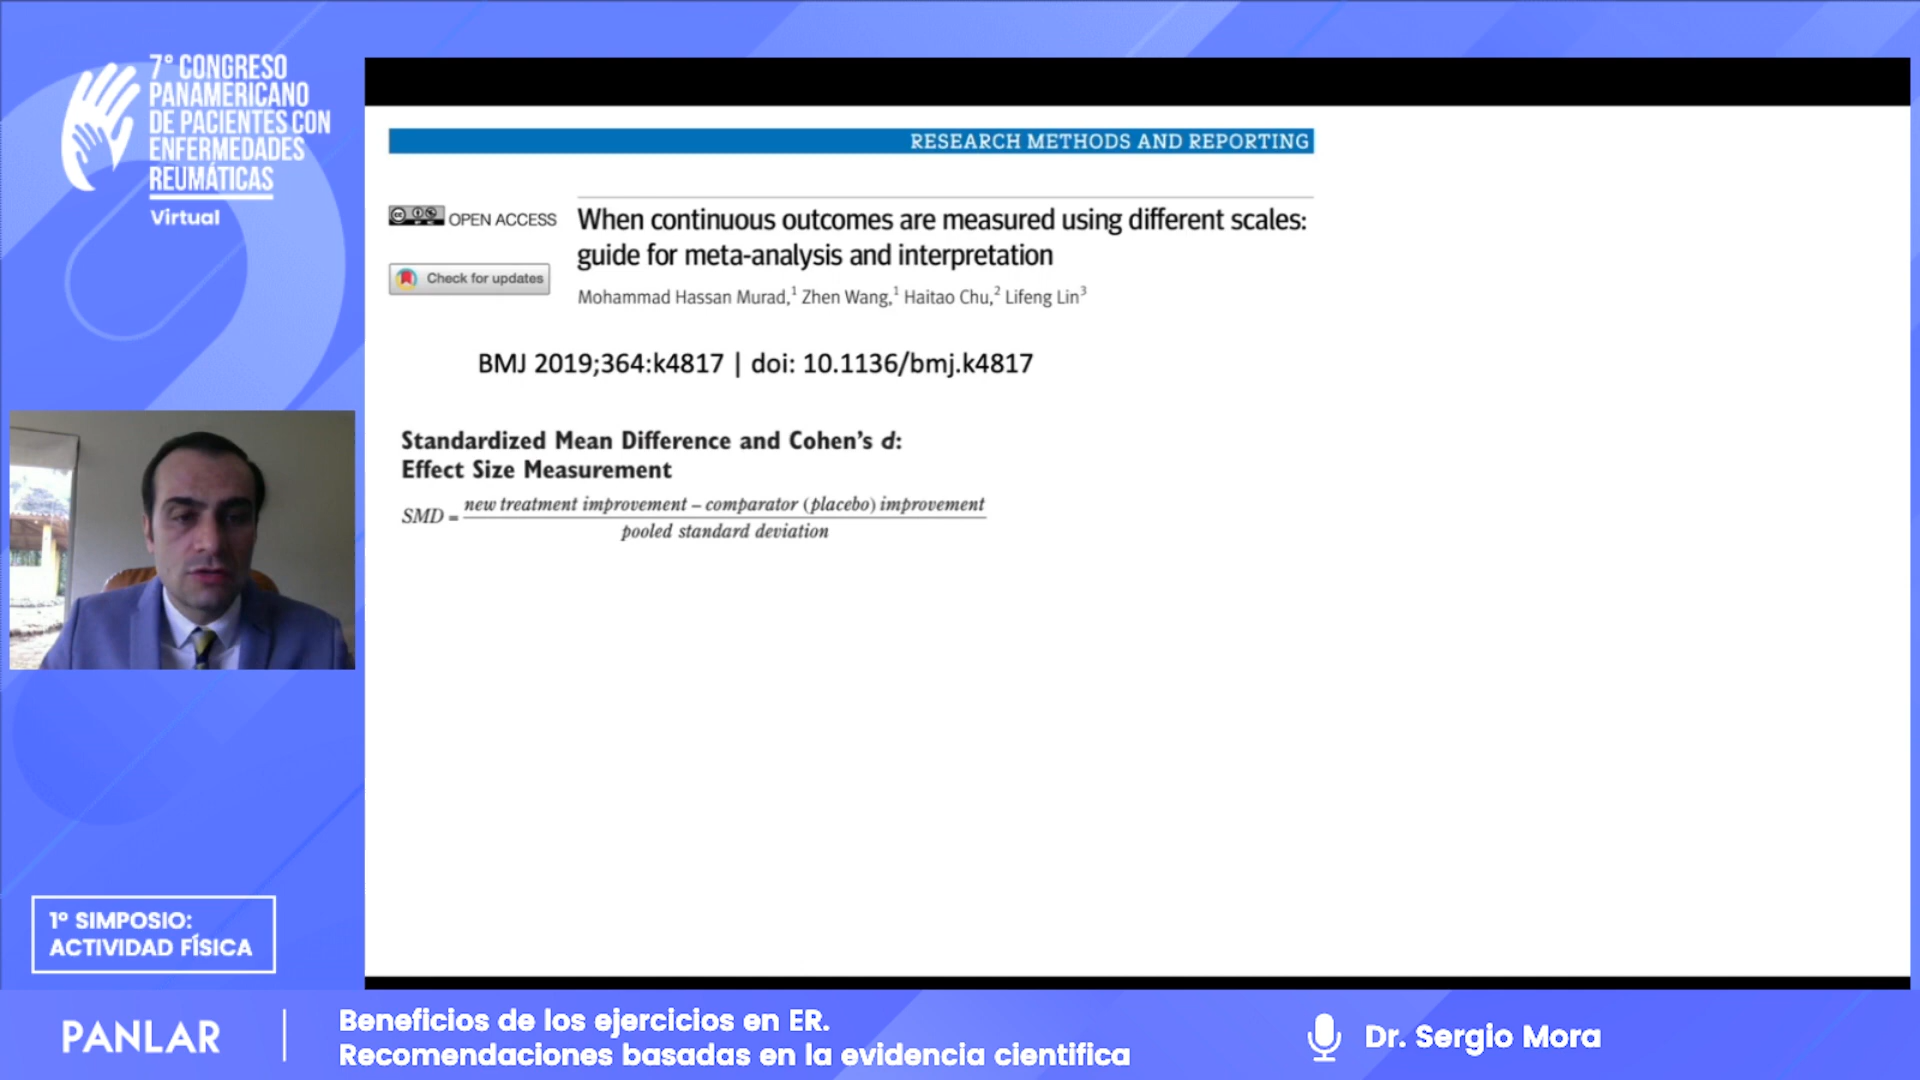 7° CONGRESO
PANAMERICANO
DE PACIENTES CON
ENFERMEDADES
REUMÁTICAS
Virtual
RESEARCH METHODS AND REPORTING
OPEN ACCESS
Check for updates
When continuous outcomes are measured using different scales:
guide for meta-analysis and interpretation
Mohammad Hassan Murad,1 Zhen Wang,1 Haitao Chu,2 Lifeng Lin3
BMJ 2019;364:k4817 | doi: 10.1136/bmj.k4817
Standardized Mean Difference and Cohen's d:
Effect Size Measurement
SMD = new treatment improvement – comparator (placebo) improvement
pooled standard deviation
1° SIMPOSIO:
ACTIVIDAD FÍSICA
PANLAR
Beneficios de los ejercicios en ER.
Recomendaciones basadas en la evidencia cientifica
Dr. Sergio Mora